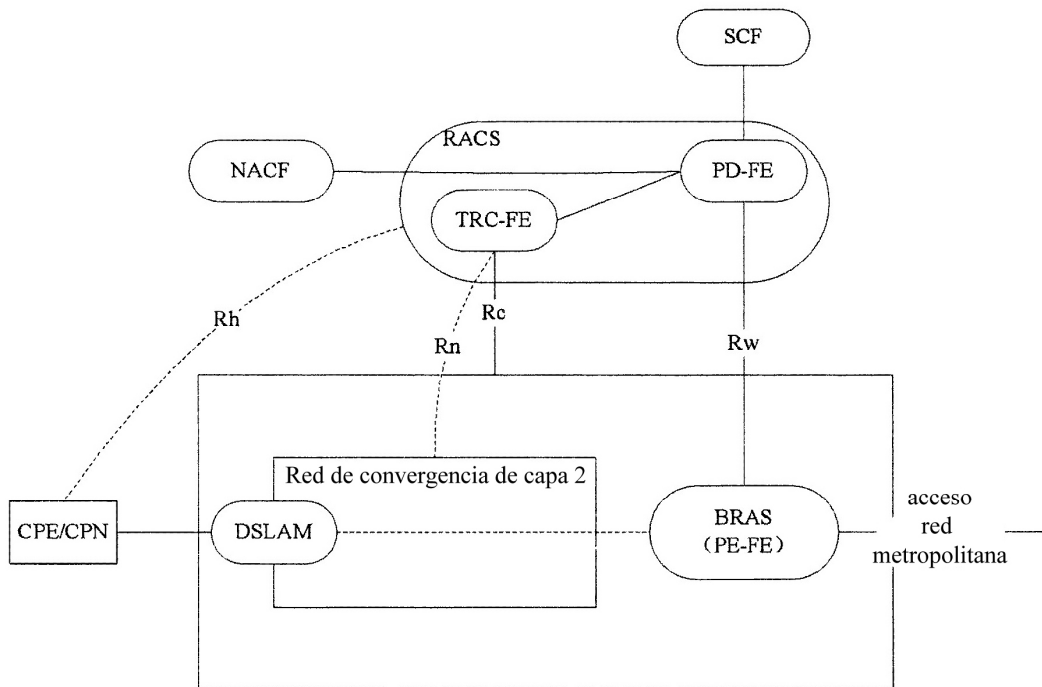 SCF
RACS
NACF
PD-FE
TRC-FE
Rh
Rn
Rc
Rw
Red de convergencia de capa 2
CPE/CPN
DSLAM
BRAS
(PE-FE)
acceso
red
metropolitana